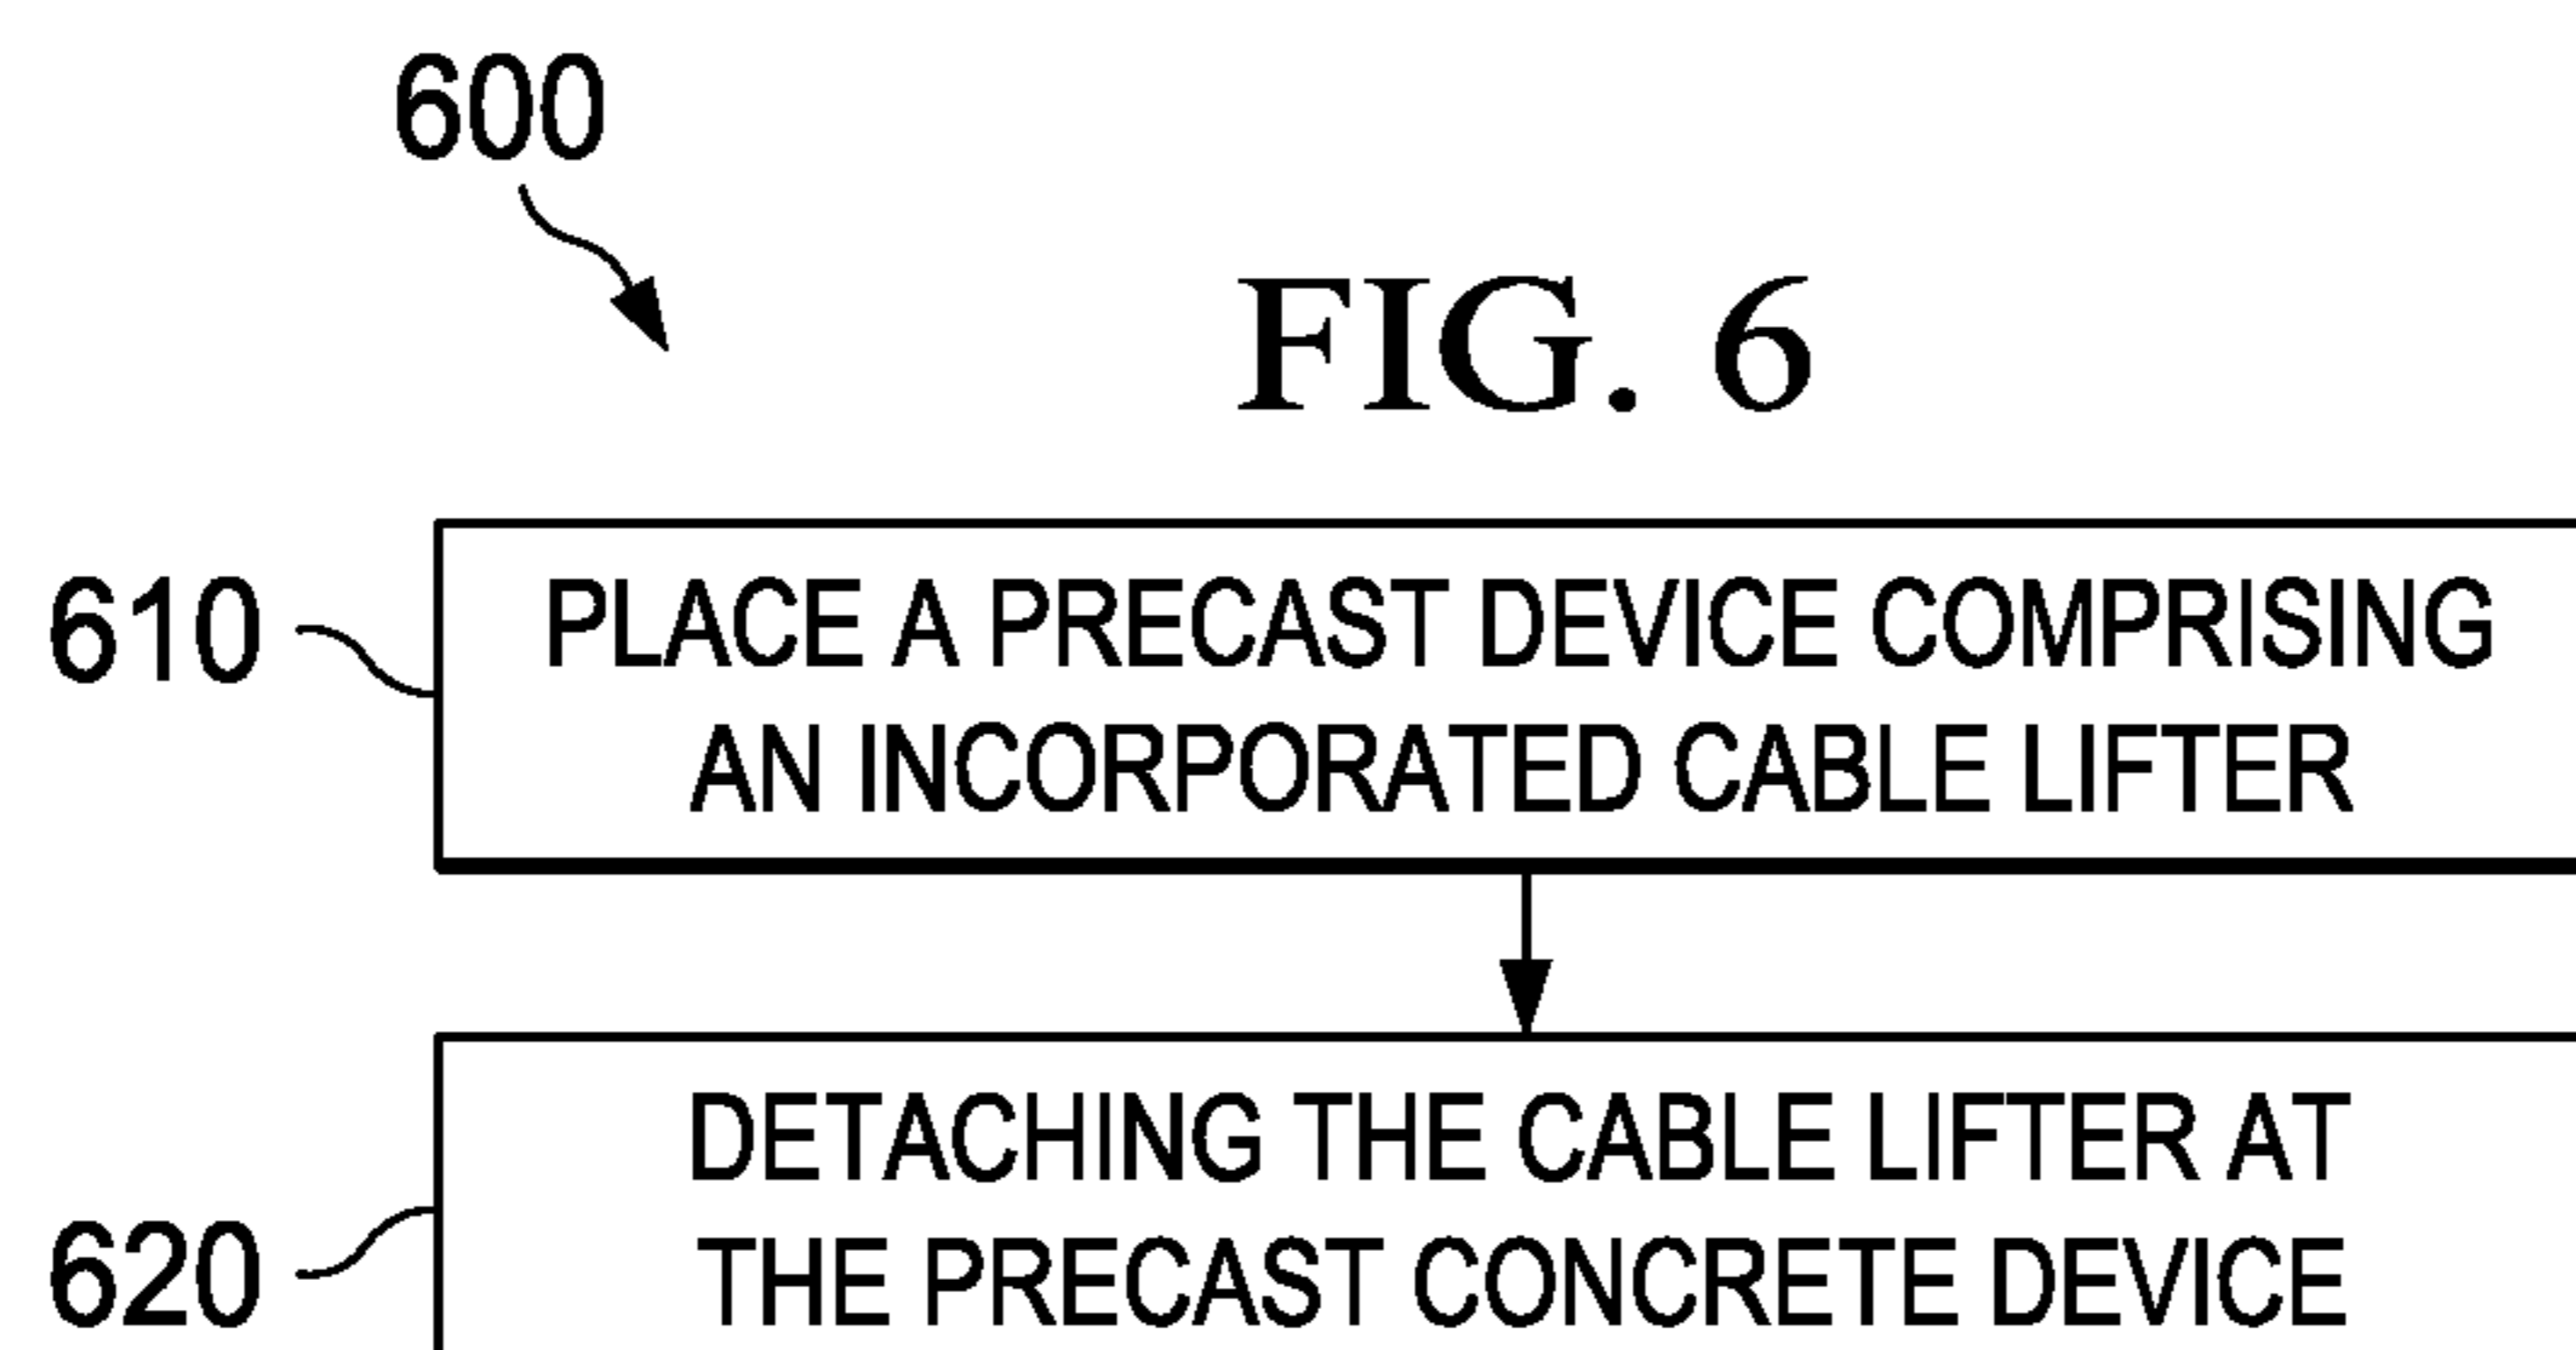 600
FIG. 6
610
PLACE A PRECAST DEVICE COMPRISING
AN INCORPORATED CABLE LIFTER
620
DETACHING THE CABLE LIFTER AT
THE PRECAST CONCRETE DEVICE